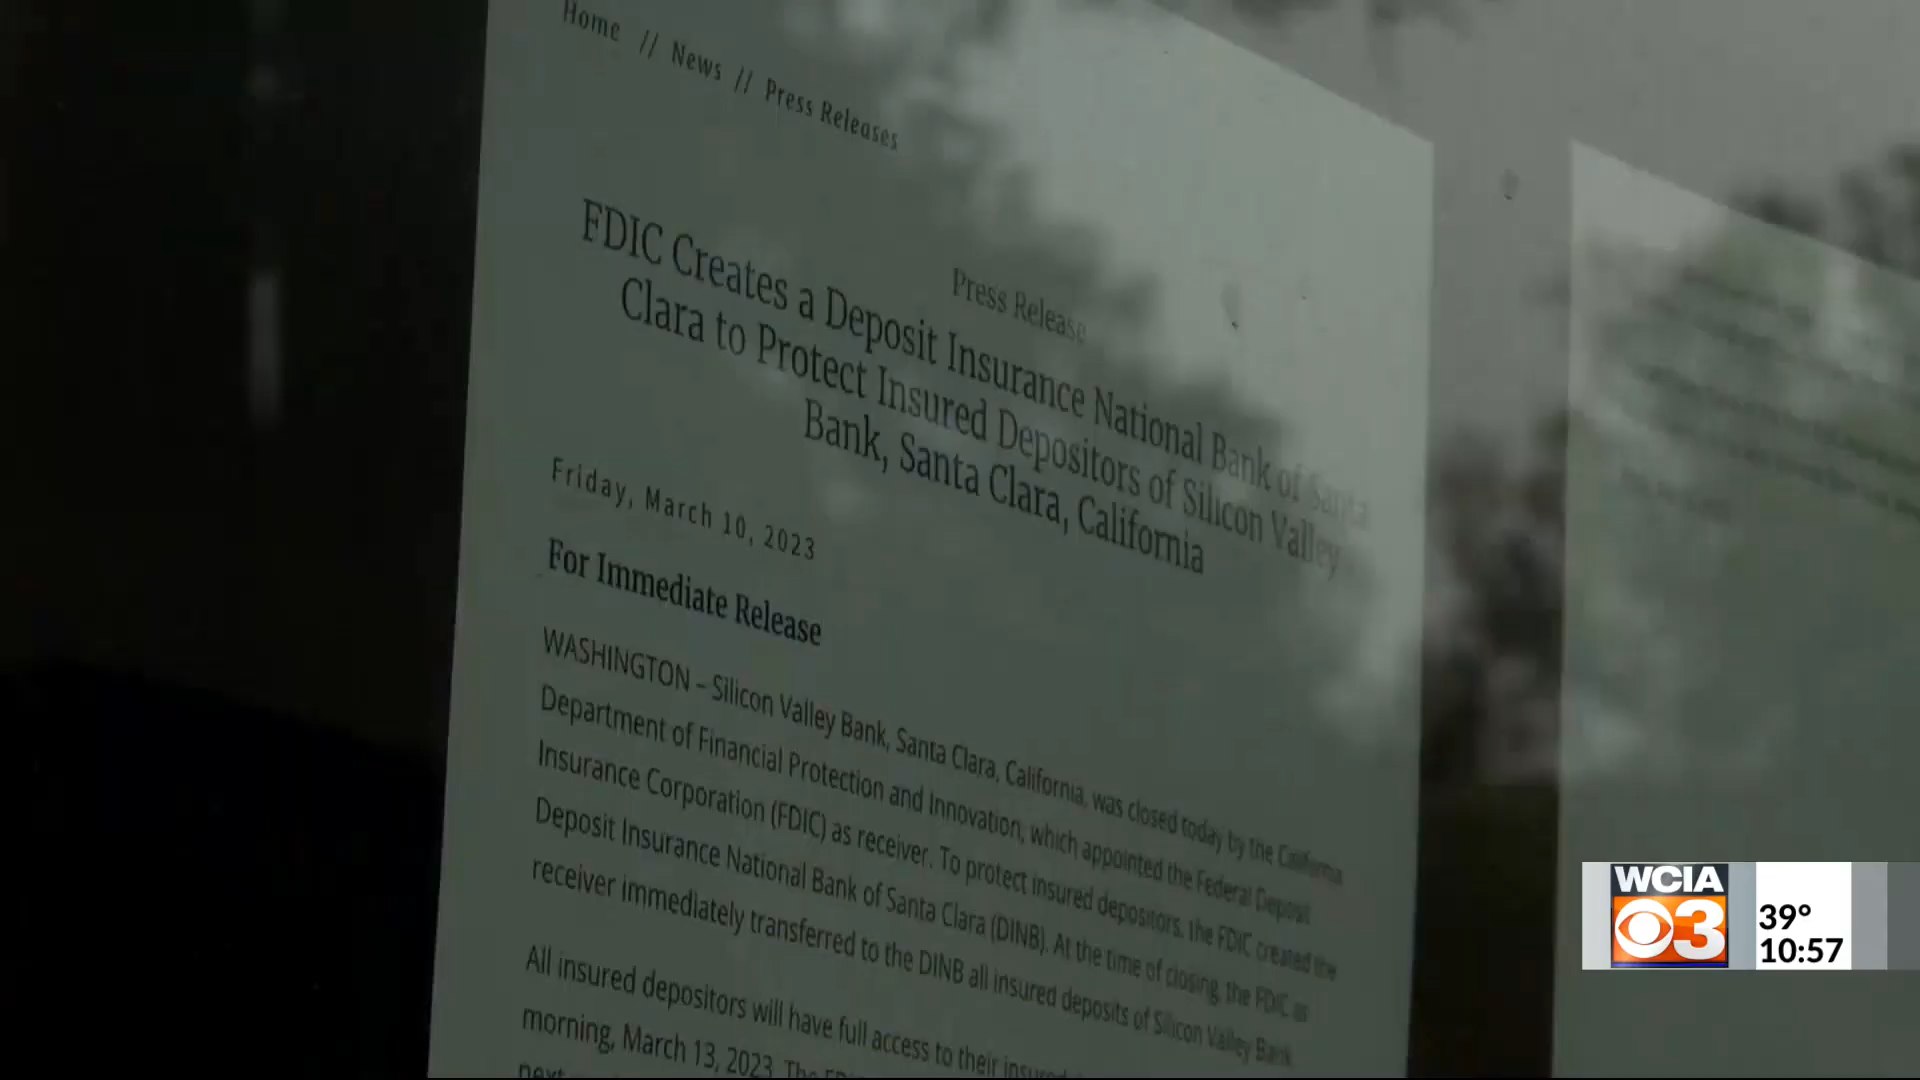 Home // News // Press Releases
Press Release
FDIC Creates a Deposit Insurance National Bank of Santa
Clara to Protect Insured Depositors of Silicon Valley
Bank, Santa Clara, California
Friday, March 10, 2023
For Immediate Release
WASHINGTON – Silicon Valley Bank, Santa Clara, California, was closed today by the California
Department of Financial Protection and Innovation, which appointed the Federal Deposit
Insurance Corporation (FDIC) as receiver. To protect insured depositors, the FDIC created the
Deposit Insurance National Bank of Santa Clara (DINB). At the time of closing, the FDIC as
receiver immediately transferred to the DINB all insured deposits of Silicon Valley Bank
All insured depositors will have full access to their
morning, March 13, 2023. The
next
WCIA
3
39°
10:57